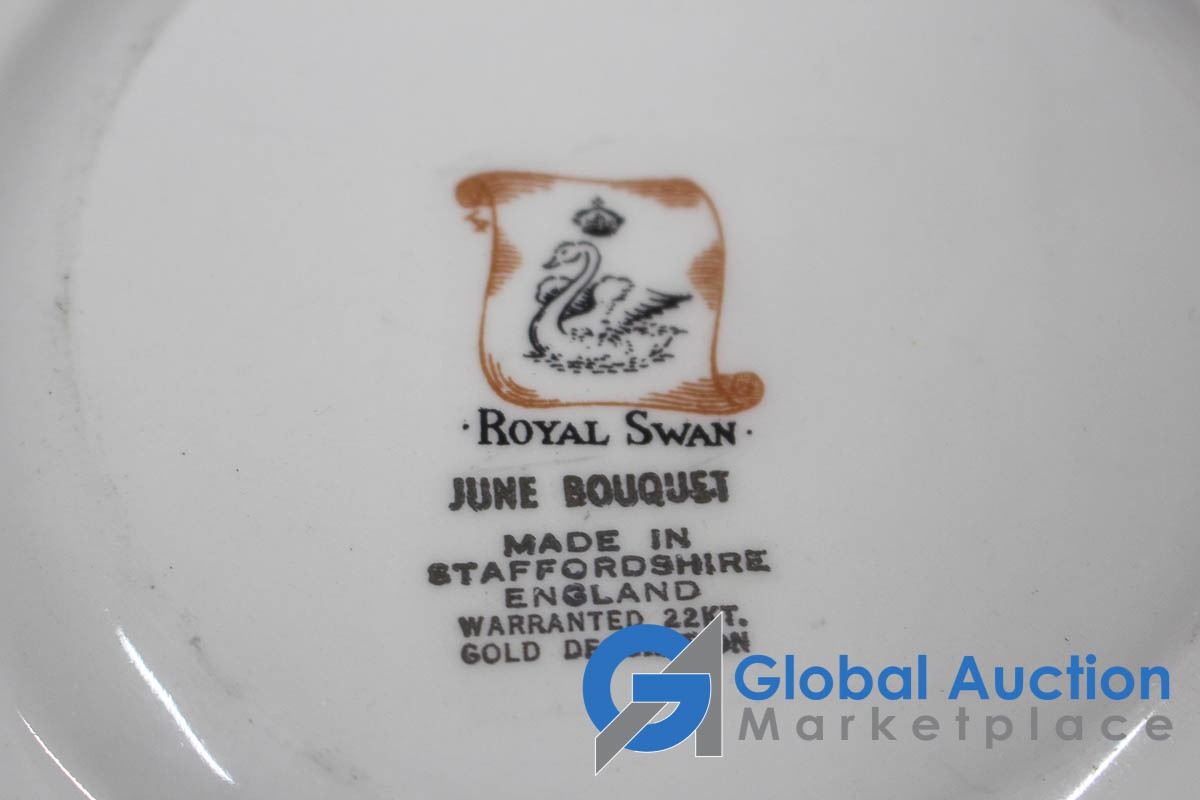 · ROYAL SWAN ·
JUNE BOUQUET
MADE IN
STAFFORDSHIRE
ENGLAND
WARRANTED 22KT.
GOLD
Global Auction
Marketplace